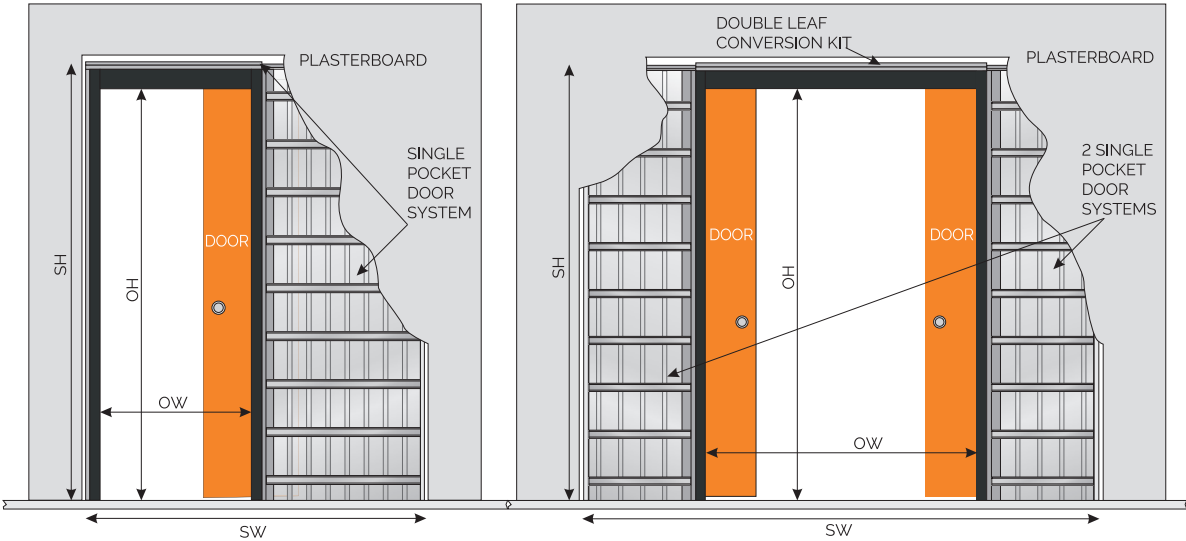 PLASTERBOARD
SINGLE
POCKET
DOOR
SYSTEM
DOOR
SH
OH
OW
SW
DOUBLE LEAF
CONVERSION KIT
PLASTERBOARD
2 SINGLE
POCKET
DOOR
SYSTEMS
DOOR
DOOR
SH
OH
OW
SW